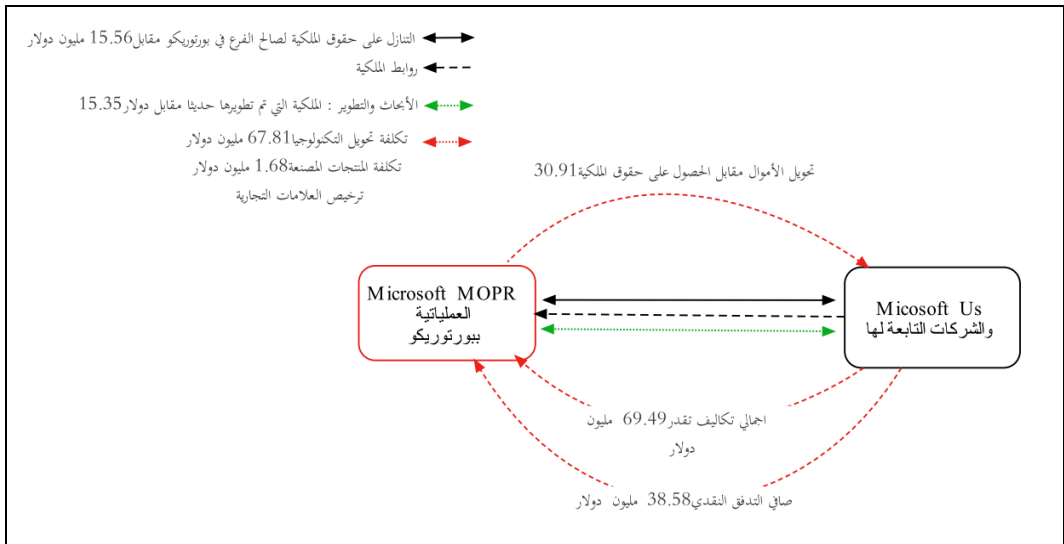 التنازل على حقوق الملكية لصالح الفرع في بورتوريكو مقابل15.56 مليون دولار
روابط الملكية
الأبحاث والتطوير : الملكية التي تم تطويرها حديثا مقابل دولار15.35
تكلفة تحويل التكنولوجيا67.81 مليون دولار
تكلفة المنتجات المصنعة1.68 مليون دولار
ترخيص العلامات التجارية
تحويل الأموال مقابل الحصول على حقوق الملكية30.91
Microsoft MOPR
العملياتية
ببورتوريكو
Micosoft Us
والشركات التابعة لها
اجمالي تكاليف تقدر69.49 مليون
دولار
صافي التدفق النقدي38.58 مليون دولار